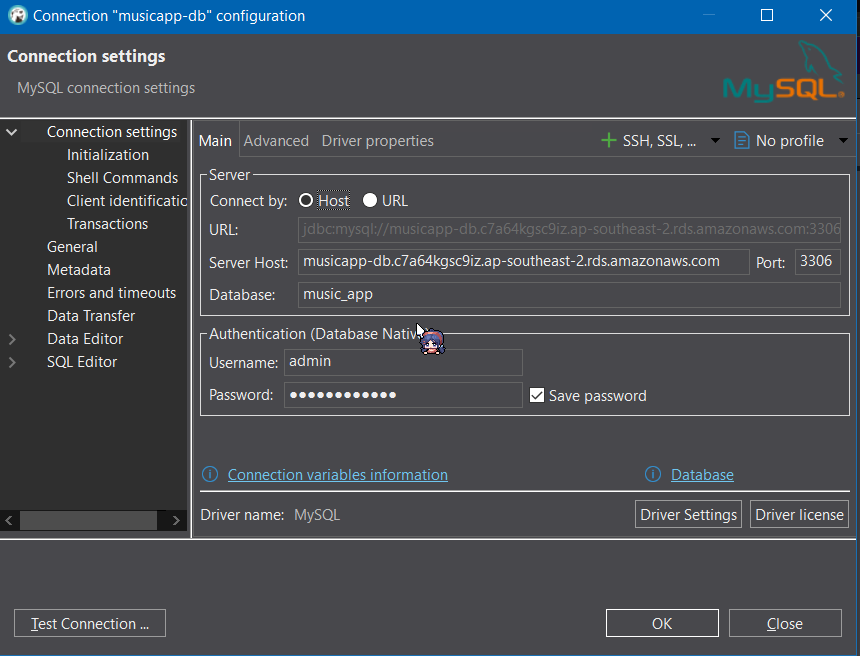 Connection "musicapp-db" configuration
Connection settings
MySQL connection settings
MySQL
Connection settings
Initialization
Shell Commands
Client identificatic
Transactions
General
Metadata
Errors and timeouts
Data Transfer
Data Editor
SQL Editor
Main Advanced Driver properties SSH, SSL, ... No profile
Server
Connect by: Host URL
URL: jdbc:mysql://musicapp-db.c7a64kgsc9iz.ap-southeast-2.rds.amazonaws.com:3306
Server Host: musicapp-db.c7a64kgsc9iz.ap-southeast-2.rds.amazonaws.com Port: 3306
Database: music_app
Authentication (Database Nativ
Username: admin
Password: ●●●●●●●●●●●● Save password
Connection variables information Database
Driver name: MySQL Driver Settings Driver license
Test Connection ... OK Close